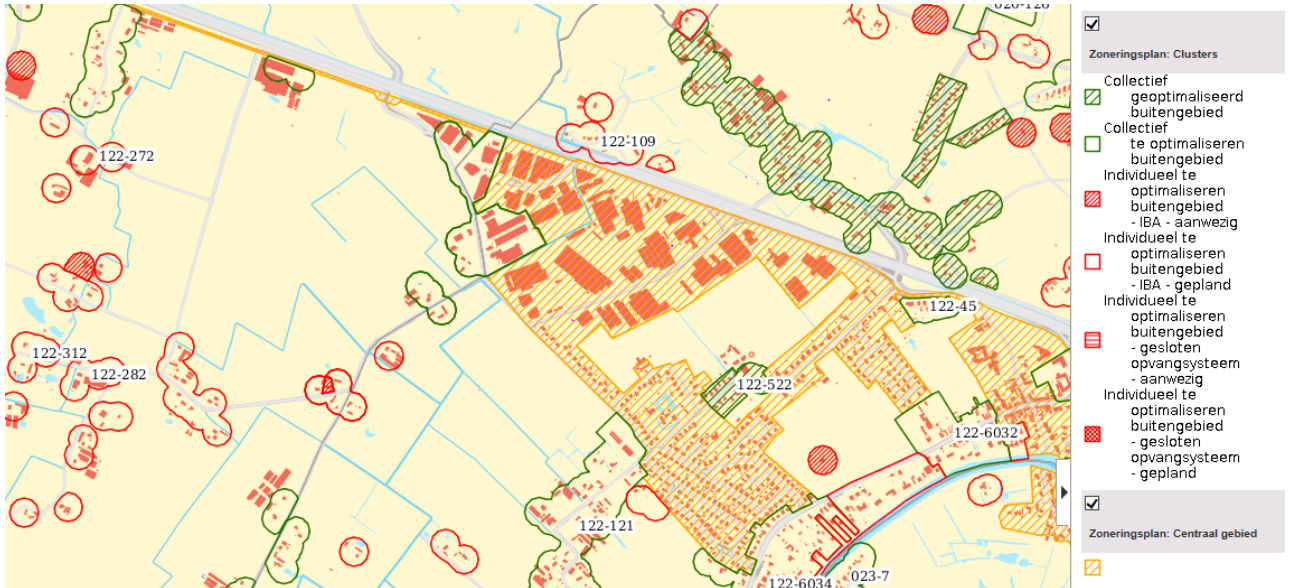 020-126
122-109
122-272
122-45
122-312
122-282
122-522
122-6032
122-121
122-6034
023-7
Zoneringsplan: Clusters
Collectief
geoptimaliseerd
buitengebied
Collectief
te optimaliseren
buitengebied
Individueel te
optimaliseren
buitengebied
- IBA - aanwezig
Individueel te
optimaliseren
buitengebied
- IBA - gepland
Individueel te
optimaliseren
buitengebied
- gesloten
opvangsysteem
- aanwezig
Individueel te
optimaliseren
buitengebied
- gesloten
opvangsysteem
- gepland
Zoneringsplan: Centraal gebied